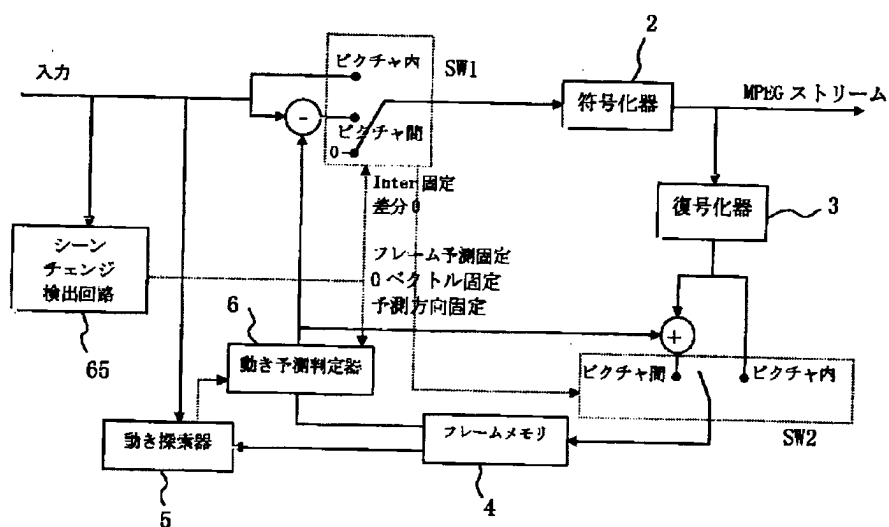 入力
ピクチャ内
SW1
2
符号化器
MPEG ストリーム
-
ピクチャ間
0
Inter 固定
差分 0
復号化器
3
シーン
チェンジ
検出回路
65
フレーム予測固定
0 ベクトル固定
予測方向固定
6
動き予測判定器
+
ピクチャ間
ピクチャ内
SW2
動き探索器
5
フレームメモリ
4